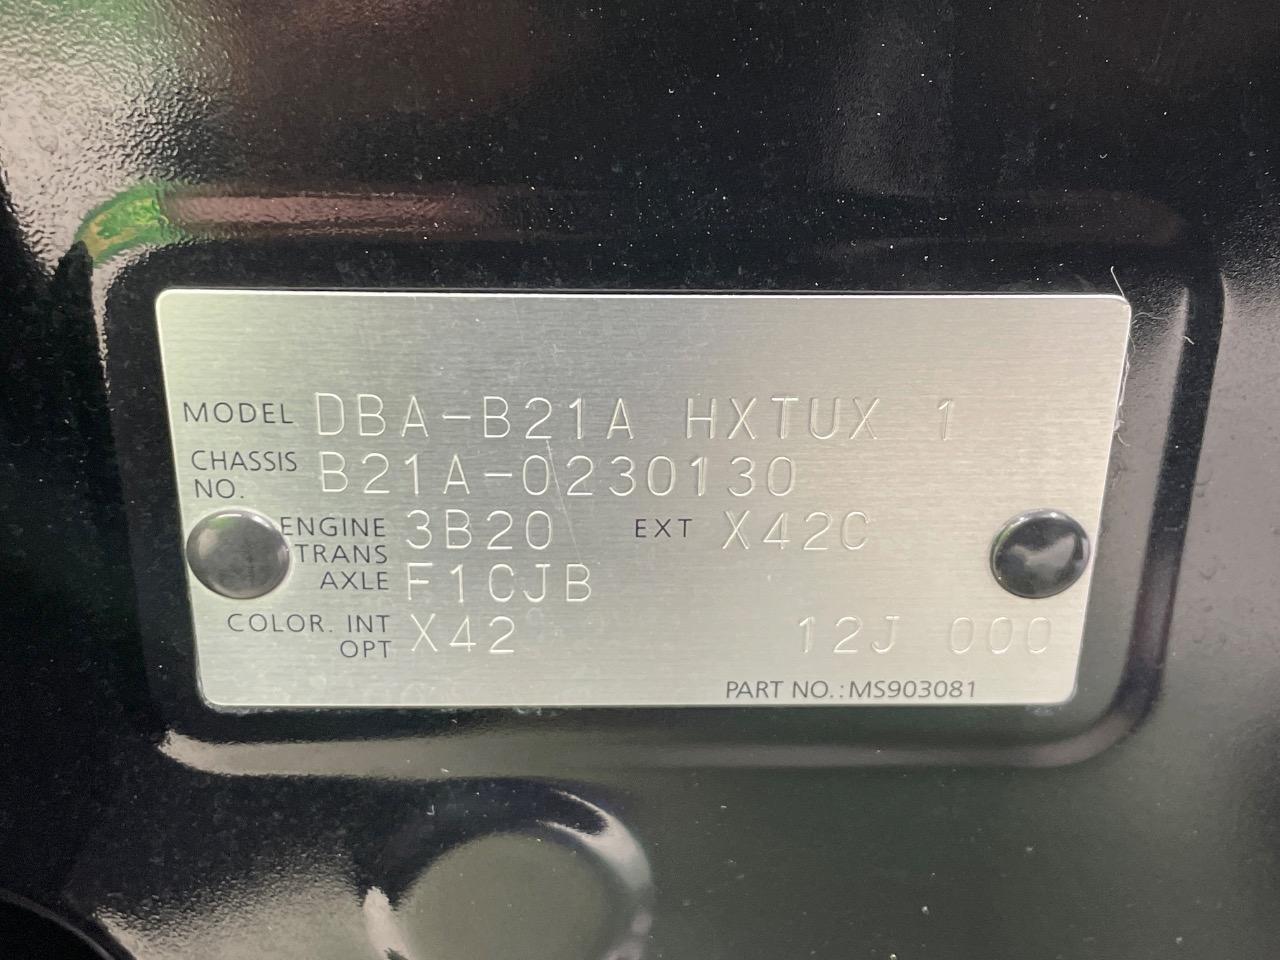 MODEL DBA-B21A HXTUX 1
CHASSIS NO. B21A-0230130
ENGINE 3B20 EXT X42C
TRANS AXLE F1CJB
COLOR. INT OPT X42 12J 000
PART NO.:MS903081